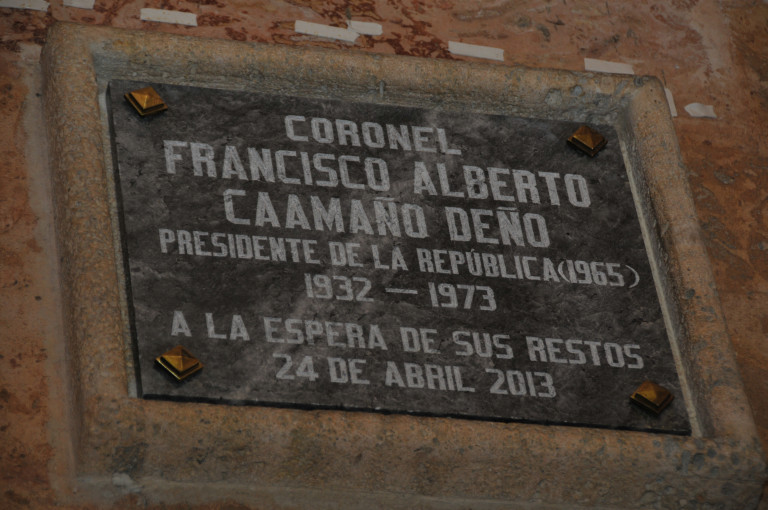 CORONEL
FRANCISCO ALBERTO
CAAMAÑO DEÑO
PRESIDENTE DE LA REPÚBLICA(1965)
1932 — 1973
A LA ESPERA DE SUS RESTOS
24 DE ABRIL 2013